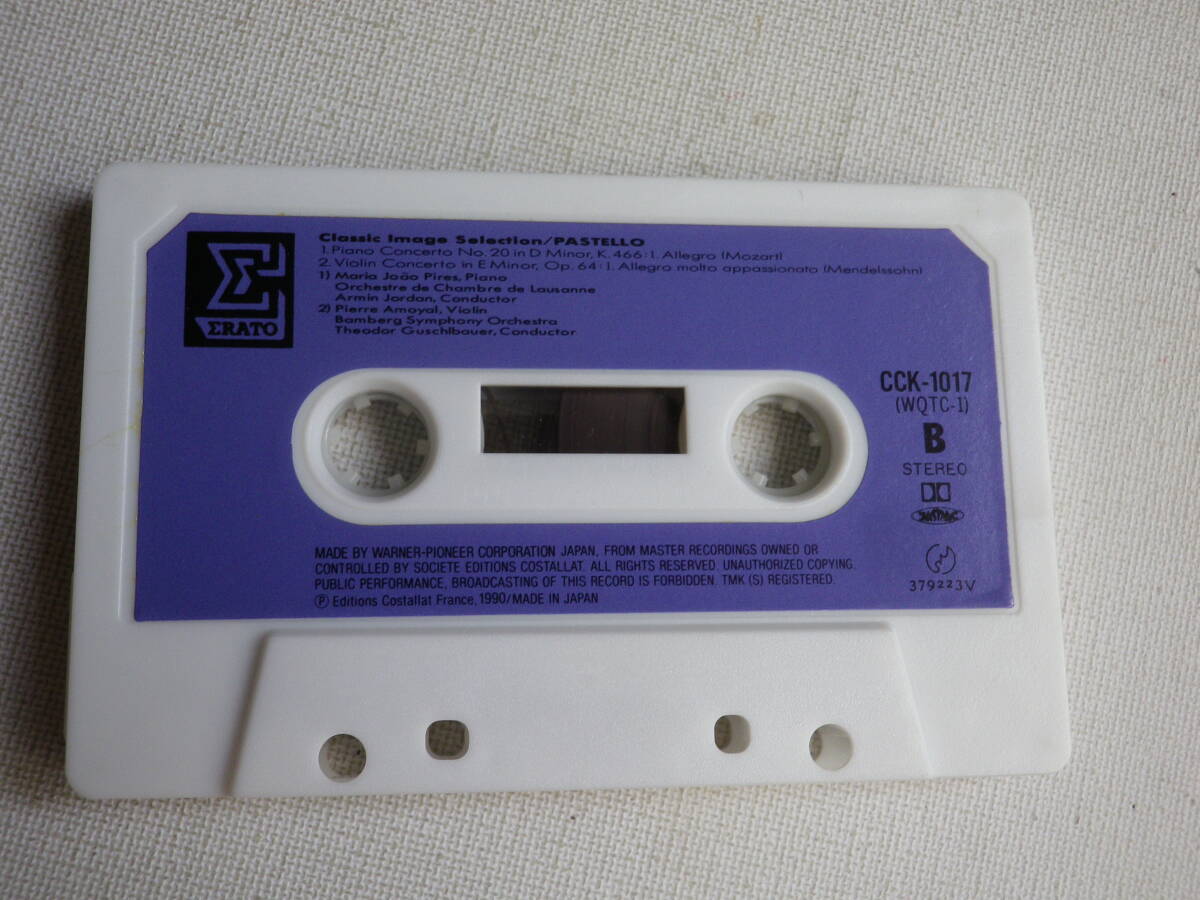 ΣRATO
Classic Image Selection/PASTELLO
1. Piano Concerto No. 20 in D Minor, K. 466 : I. Allegro (Mozart)
2. Violin Concerto in E Minor, Op. 64 : I. Allegro molto appassionato (Mendelssohn)
1) Maria João Pires, Piano
Orchestre de Chambre de Lausanne
Armin Jordan, Conductor
2) Pierre Amoyal, Violin
Bamberg Symphony Orchestra
Theodor Guschlbauer, Conductor
CCK-1017
(WQTC-1)
B
STEREO
MADE BY WARNER-PIONEER CORPORATION JAPAN, FROM MASTER RECORDINGS OWNED OR
CONTROLLED BY SOCIETE EDITIONS COSTALLAT. ALL RIGHTS RESERVED. UNAUTHORIZED COPYING.
PUBLIC PERFORMANCE, BROADCASTING OF THIS RECORD IS FORBIDDEN. TMK (S) REGISTERED.
Ⓟ Editions Costallat France, 1990/MADE IN JAPAN
379223V